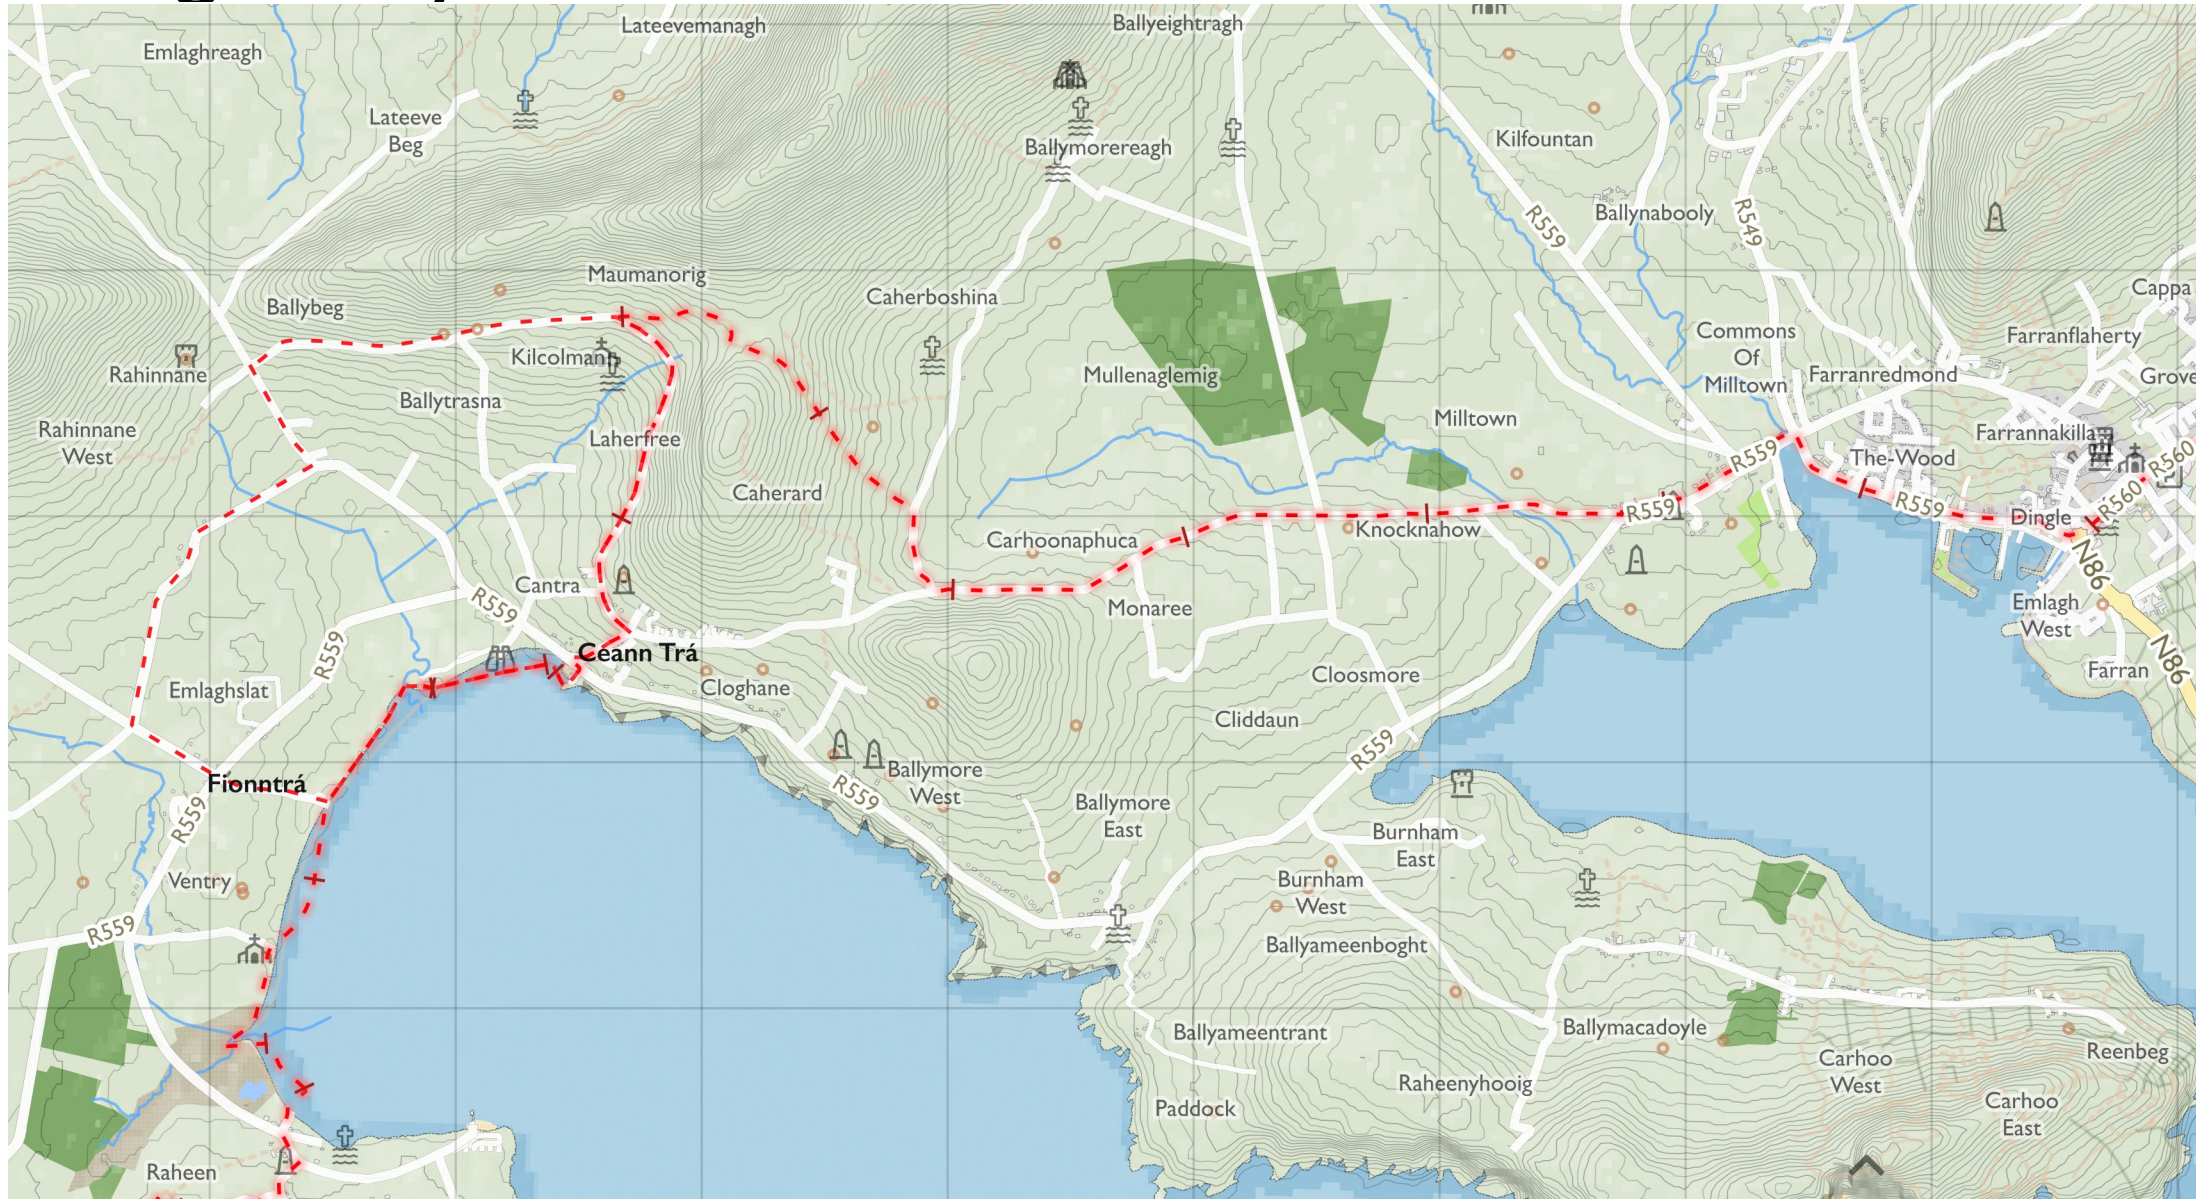 Lateevemanagh
Ballyeightragh
Emlaghreagh
Lateeve
Beg
Ballymorereagh
Kilfountan
Ballynabooly
R559
R549
Maumanorig
Ballybeg
Caherboshina
Cappa
Commons
Of
Milltown
Farranflaherty
Rahinnane
Kilcolman
Mullenaglemig
Farranredmond
Grove
Ballytrasna
Rahinnane
West
Laherfree
Milltown
Farrannakilla
The-Wood
R559
R560
Caherard
R559
R559
R560
Dingle
Knocknahow
Carhoonaphuca
N86
Cantra
R559
Monaree
Emlagh
West
R559
Ceann Trá
N86
Farran
Emlaghslat
Cloghane
Cloosmore
Cliddaun
R559
Fionntrá
Ballymore
West
R559
R559
Ballymore
East
Burnham
East
Ventry
Burnham
West
R559
Ballyameenboght
Ballyameentrant
Ballymacadoyle
Carhoo
West
Reenbeg
Raheenyhooig
Paddock
Carhoo
East
Raheen